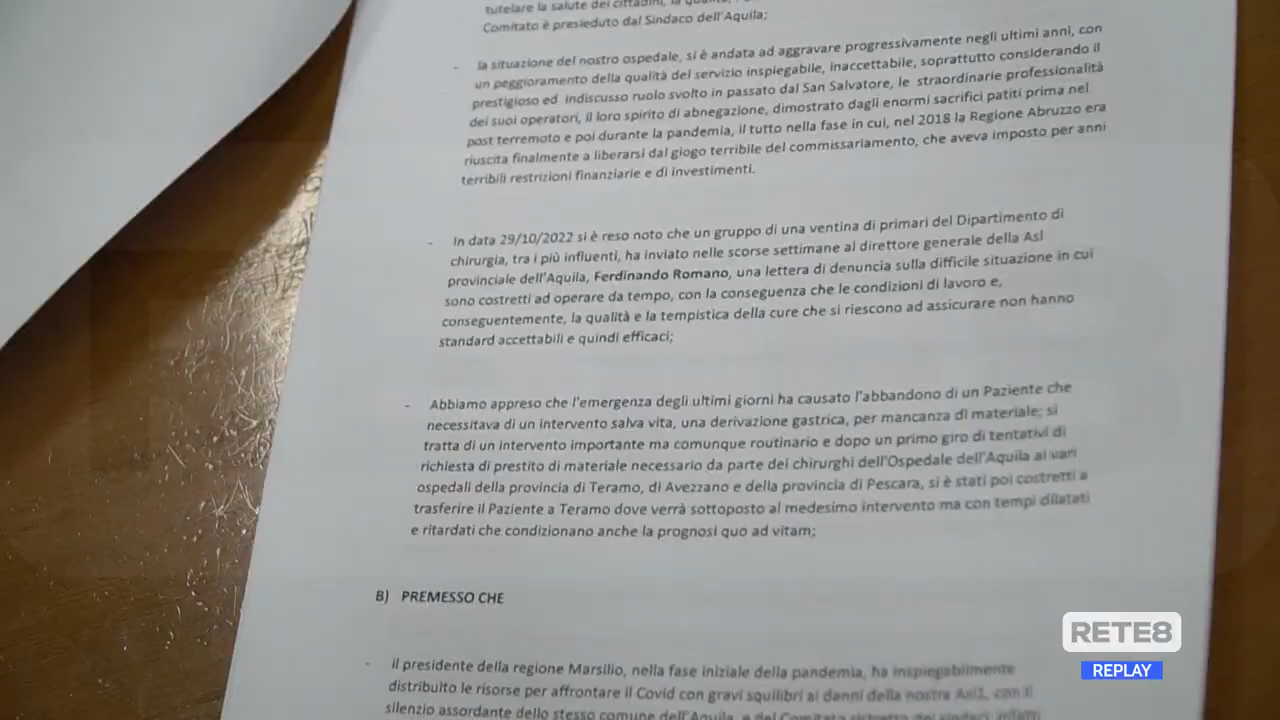 tutelare la salute dei cittadini, la qualità,
Comitato è presieduto dal Sindaco dell'Aquila;
- la situazione del nostro ospedale, si è andata ad aggravare progressivamente negli ultimi anni, con
un peggioramento della qualità del servizio inspiegabile, inaccettabile, soprattutto considerando il
prestigioso ed indiscusso ruolo svolto in passato dal San Salvatore, le straordinarie professionalità
dei suoi operatori, il loro spirito di abnegazione, dimostrato dagli enormi sacrifici patiti prima nel
post terremoto e poi durante la pandemia, il tutto nella fase in cui, nel 2018 la Regione Abruzzo era
riuscita finalmente a liberarsi dal giogo terribile del commissariamento, che aveva imposto per anni
terribili restrizioni finanziarie e di investimenti.
- In data 29/10/2022 si è reso noto che un gruppo di una ventina di primari del Dipartimento di
chirurgia, tra i più influenti, ha inviato nelle scorse settimane al direttore generale della Asl
provinciale dell'Aquila, Ferdinando Romano, una lettera di denuncia sulla difficile situazione in cui
sono costretti ad operare da tempo, con la conseguenza che le condizioni di lavoro e,
conseguentemente, la qualità e la tempistica della cure che si riescono ad assicurare non hanno
standard accettabili e quindi efficaci;
- Abbiamo appreso che l'emergenza degli ultimi giorni ha causato l'abbandono di un Paziente che
necessitava di un intervento salva vita, una derivazione gastrica, per mancanza di materiale; si
tratta di un intervento importante ma comunque routinario e dopo un primo giro di tentativi di
richiesta di prestito di materiale necessario da parte dei chirurghi dell'Ospedale dell'Aquila ai vari
ospedali della provincia di Teramo, di Avezzano e della provincia di Pescara, si è stati poi costretti a
trasferire il Paziente a Teramo dove verrà sottoposto al medesimo intervento ma con tempi dilatati
e ritardati che condizionano anche la prognosi quo ad vitam;
B) PREMESSO CHE
- il presidente della regione Marsilio, nella fase iniziale della pandemia, ha inspiegabilmente
distribuito le risorse per affrontare il Covid con gravi squilibri ai danni della nostra Asl1, con il
silenzio assordante dello stesso comune dell'Aquila, e del Comitato ristretto dei sindaci,
RETE8
REPLAY